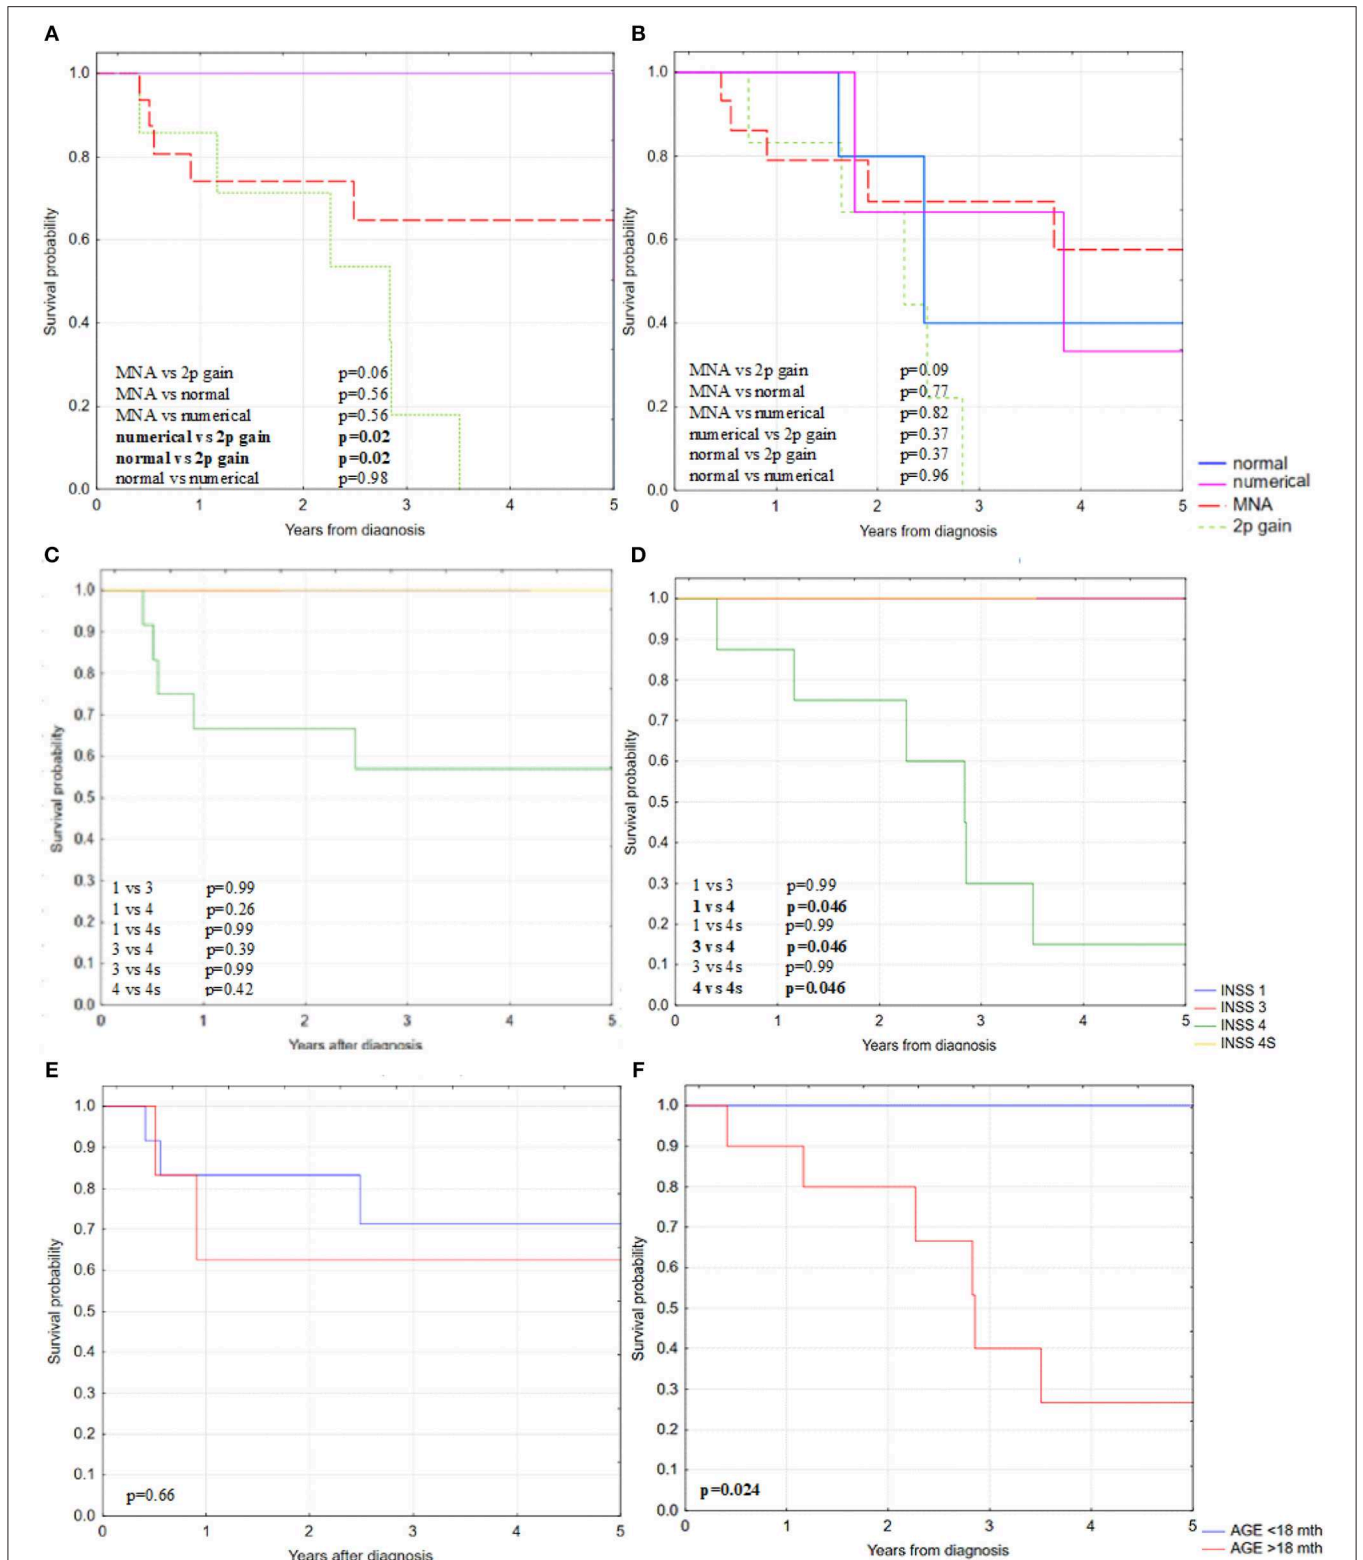 A
1.0
0.8
0.6
0.4
0.2
0.0
Survival probability
MNA vs 2p gain p=0.06
MNA vs normal p=0.56
MNA vs numerical p=0.56
numerical vs 2p gain p=0.02
normal vs 2p gain p=0.02
normal vs numerical p=0.98
0 1 2 3 4 5
Years from diagnosis
B
1.0
0.8
0.6
0.4
0.2
0.0
Survival probability
MNA vs 2p gain p=0.09
MNA vs normal p=0.77
MNA vs numerical p=0.82
numerical vs 2p gain p=0.37
normal vs 2p gain p=0.37
normal vs numerical p=0.96
0 1 2 3 4 5
Years from diagnosis
normal
numerical
MNA
2p gain
C
1.0
0.9
0.8
0.7
0.6
0.5
0.4
0.3
0.2
0.1
0.0
Survival probability
1 vs 3 p=0.99
1 vs 4 p=0.26
1 vs 4s p=0.99
3 vs 4 p=0.39
3 vs 4s p=0.99
4 vs 4s p=0.42
0 1 2 3 4 5
Years after diagnosis
D
1.0
0.9
0.8
0.7
0.6
0.5
0.4
0.3
0.2
0.1
0.0
Survival probability
1 vs 3 p=0.99
1 vs 4 p=0.046
1 vs 4s p=0.99
3 vs 4 p=0.046
3 vs 4s p=0.99
4 vs 4s p=0.046
0 1 2 3 4 5
Years from diagnosis
INSS 1
INSS 3
INSS 4
INSS 4S
E
1.0
0.9
0.8
0.7
0.6
0.5
0.4
0.3
0.2
0.1
0.0
Survival probability
p=0.66
0 1 2 3 4 5
Years after diagnosis
F
1.0
0.9
0.8
0.7
0.6
0.5
0.4
0.3
0.2
0.1
0.0
Survival probability
p=0.024
0 1 2 3 4 5
Years from diagnosis
AGE <18 mth
AGE >18 mth